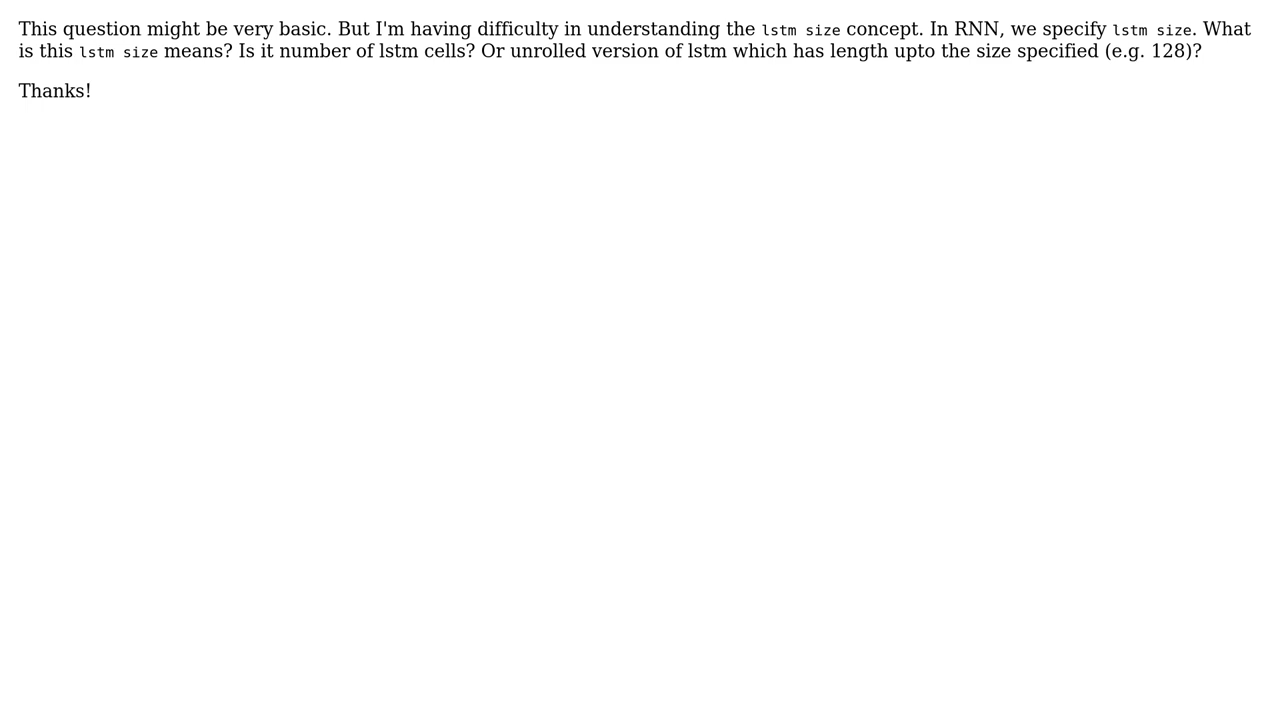 This question might be very basic. But I'm having difficulty in understanding the lstm size concept. In RNN, we specify lstm size. What
is this lstm size means? Is it number of lstm cells? Or unrolled version of lstm which has length upto the size specified (e.g. 128)?
Thanks!